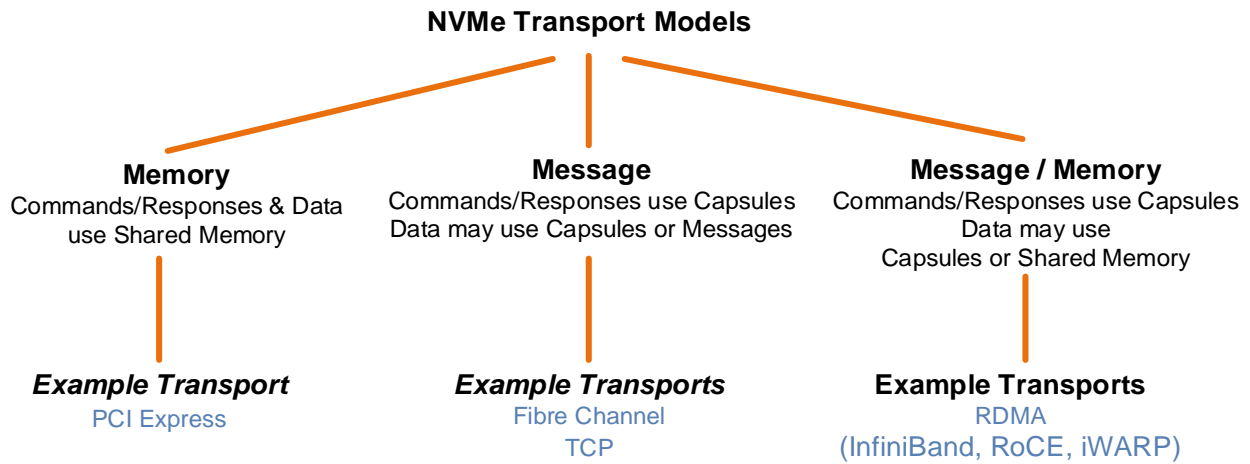 NVMe Transport Models
Memory
Commands/Responses & Data
use Shared Memory
Example Transport
PCI Express
Message
Commands/Responses use Capsules
Data may use Capsules or Messages
Example Transports
Fibre Channel
TCP
Message / Memory
Commands/Responses use Capsules
Data may use
Capsules or Shared Memory
Example Transports
RDMA
(InfiniBand, RoCE, iWARP)